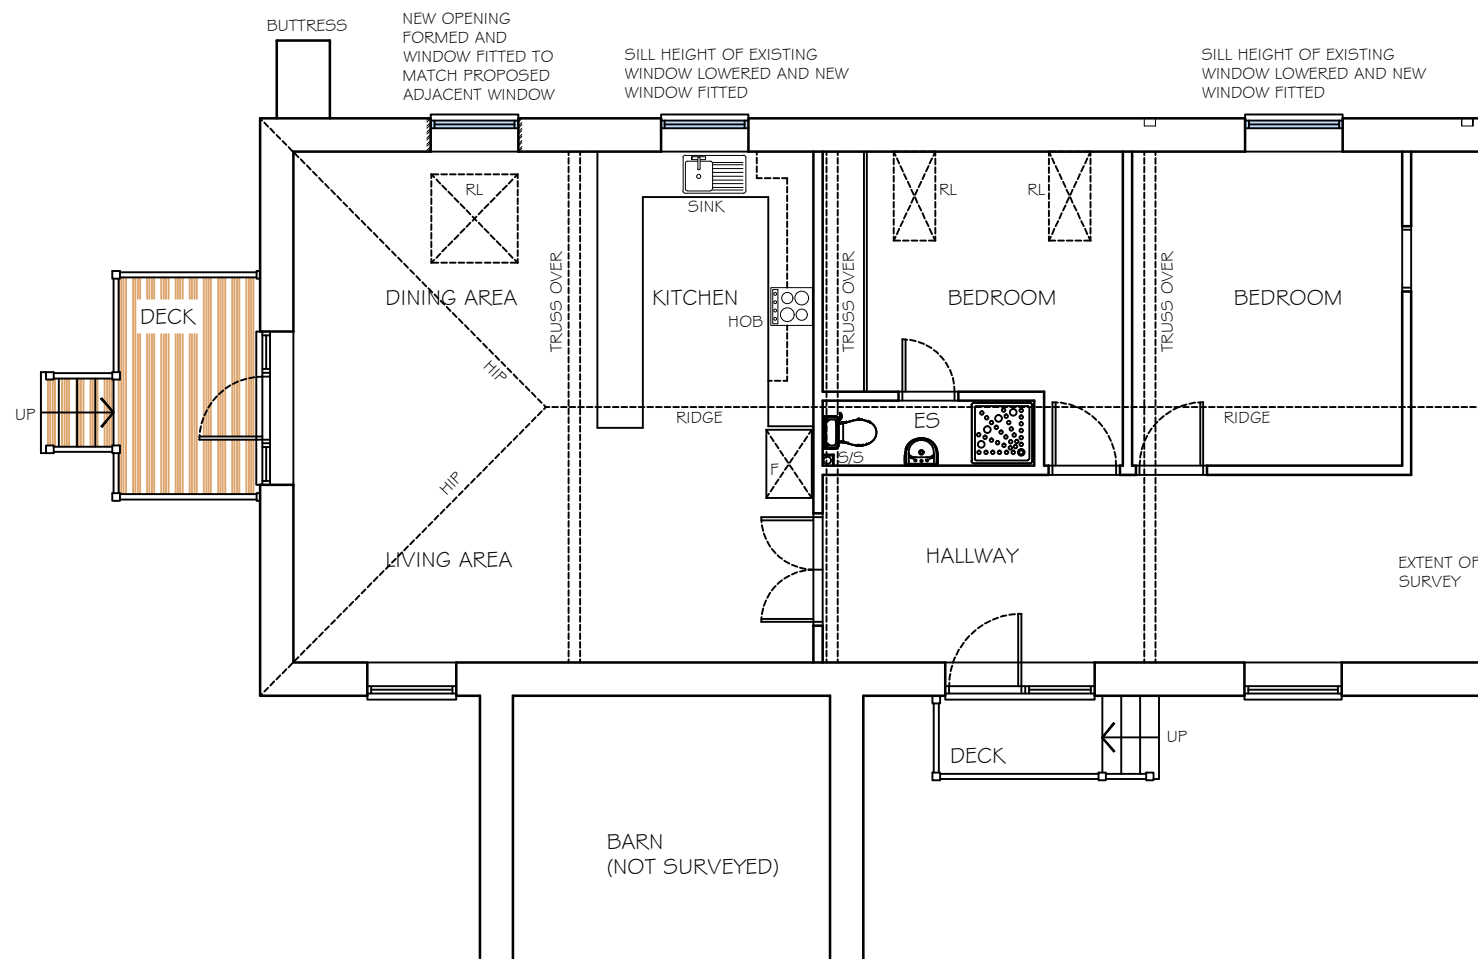 BUTTRESS
NEW OPENING
FORMED AND
WINDOW FITTED TO
MATCH PROPOSED
ADJACENT WINDOW
SILL HEIGHT OF EXISTING
WINDOW LOWERED AND NEW
WINDOW FITTED
SILL HEIGHT OF EXISTING
WINDOW LOWERED AND NEW
WINDOW FITTED
RL
SINK
RL
RL
DINING AREA
TRUSS OVER
KITCHEN
HOB
TRUSS OVER
BEDROOM
TRUSS OVER
BEDROOM
DECK
UP
HIP
RIDGE
ES
RIDGE
S/S
F
HIP
LIVING AREA
HALLWAY
EXTENT OF
SURVEY
DECK
UP
BARN
(NOT SURVEYED)